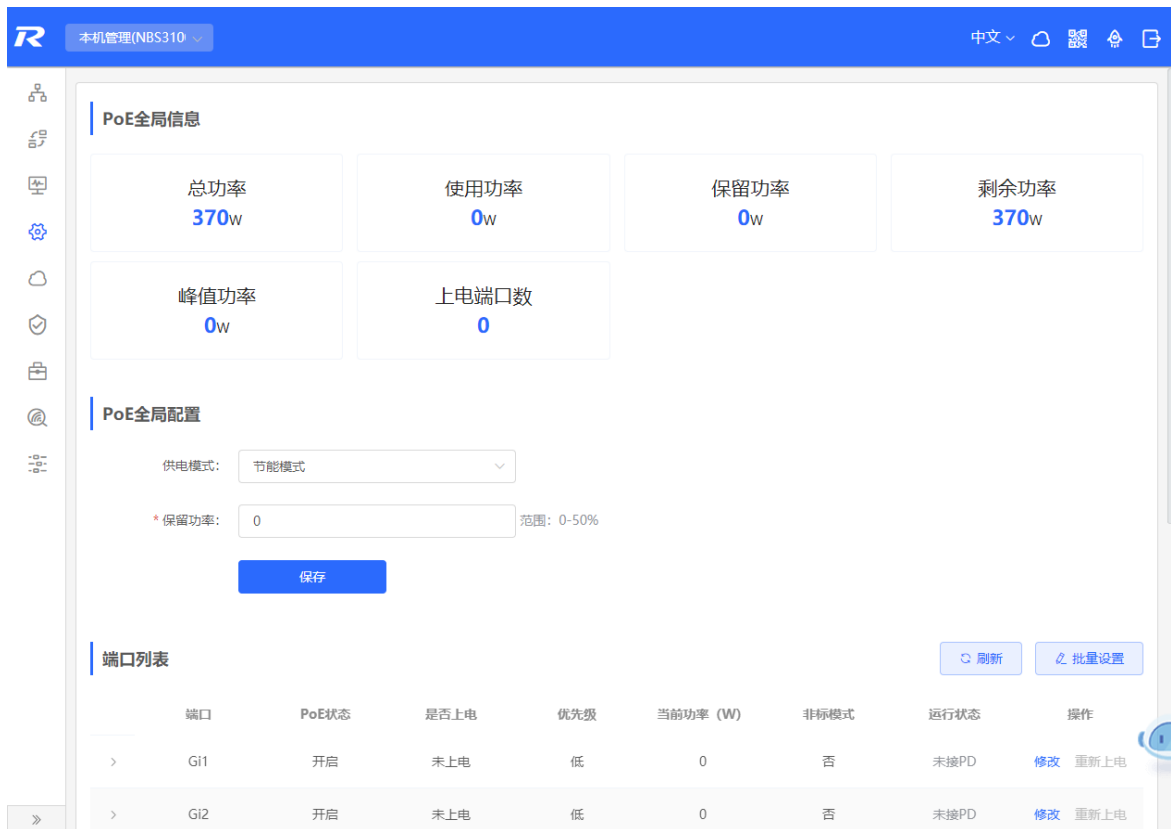 本机管理(NBS310 中文
PoE全局信息
总功率 使用功率 保留功率 剩余功率
370W 0W 0W 370W
峰值功率 上电端口数
0W 0
PoE全局配置
供电模式： 节能模式
* 保留功率： 0 范围：0-50%
保存
端口列表 刷新 批量设置
端口 PoE状态 是否上电 优先级 当前功率（W） 非标模式 运行状态 操作
Gi1 开启 未上电 低 0 否 未接PD 修改 重新上电
Gi2 开启 未上电 低 0 否 未接PD 修改 重新上电